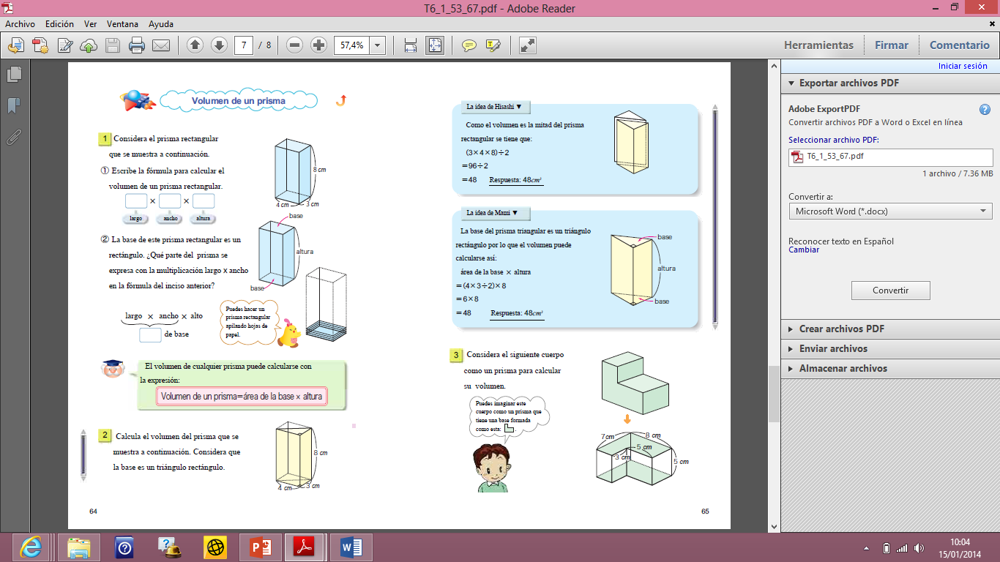 T6_1_53_67.pdf - Adobe Reader
Archivo Edición Ver Ventana Ayuda
7 / 8 57,4% Herramientas Firmar Comentario
Volumen de un prisma
1 Considera el prisma rectangular
que se muestra a continuación.
① Escribe la fórmula para calcular el
volumen de un prisma rectangular.
× ×
largo ancho altura
8 cm
4 cm 3 cm
② La base de este prisma rectangular es un
rectángulo. ¿Qué parte del prisma se
expresa con la multiplicación largo x ancho
en la fórmula del inciso anterior?
base
altura
base
largo × ancho × alto
de base
Puedes hacer un
prisma rectangular
apilando hojas de
papel.
El volumen de cualquier prisma puede calcularse con
la expresión:
Volumen de un prisma=área de la base × altura
2 Calcula el volumen del prisma que se
muestra a continuación. Considera que
la base es un triángulo rectángulo.
8 cm
4 cm 3 cm
64
La idea de Hisashi ▼
Como el volumen es la mitad del prisma
rectangular se tiene que:
(3×4×8)÷2
=96÷2
=48 Respuesta: 48cm³
La idea de Mami ▼
La base del prisma triangular es un triángulo
rectángulo por lo que el volumen puede
calcularse así:
área de la base × altura
=(4×3÷2)×8
=6×8
=48 Respuesta: 48cm³
base
altura
base
3 Considera el siguiente cuerpo
como un prisma para calcular
su volumen.
Puedes imaginar este
cuerpo como un prisma que
tiene una base formada
como esta: .
7cm 8 cm
5 cm
3 cm
5 cm
65
Iniciar sesión
Exportar archivos PDF
Adobe ExportPDF
Convertir archivos PDF a Word o Excel en línea
Seleccionar archivo PDF:
T6_1_53_67.pdf
1 archivo / 7.36 MB
Convertir a:
Microsoft Word (*.docx)
Reconocer texto en Español
Cambiar
Convertir
Crear archivos PDF
Enviar archivos
Almacenar archivos
10:04
15/01/2014